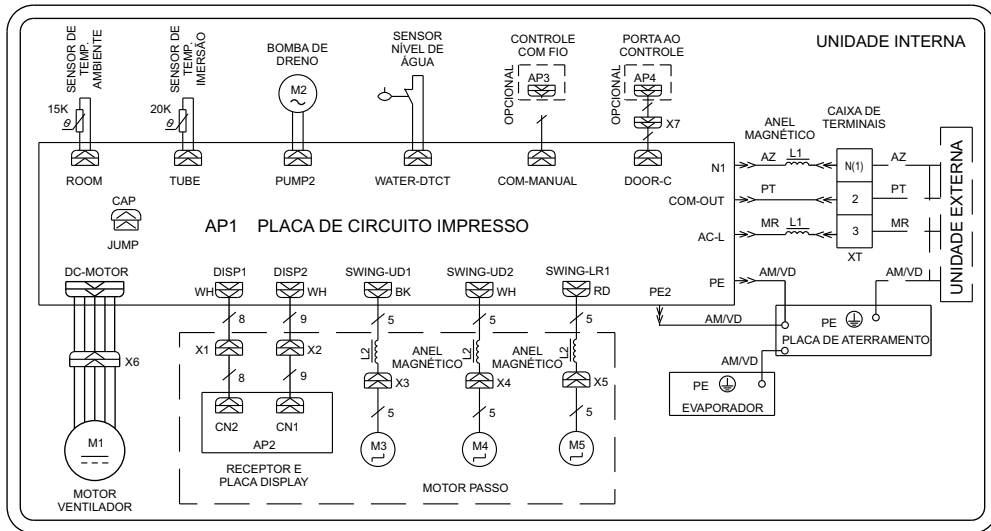 UNIDADE INTERNA
SENSOR DE
TEMP.
AMBIENTE
15K
θ
SENSOR DE
TEMP.
IMERSÃO
20K
θ
BOMBA DE
DRENO
M2
SENSOR
NÍVEL DE
ÁGUA
CONTROLE
COM FIO
OPCIONAL
AP3
PORTA AO
CONTROLE
OPCIONAL
AP4
X7
ROOM
TUBE
PUMP2
WATER-DTCT
COM-MANUAL
DOOR-C
CAP
JUMP
AP1 PLACA DE CIRCUITO IMPRESSO
ANEL
MAGNÉTICO
CAIXA DE
TERMINAIS
N1
AZ
L1
N(1)
AZ
COM-OUT
PT
2
PT
AC-L
MR
L1
3
MR
XT
UNIDADE EXTERNA
PE
AM/VD
AM/VD
PE2
AM/VD
PE
PLACA DE ATERRAMENTO
AM/VD
PE
EVAPORADOR
DC-MOTOR
DISP1
DISP2
SWING-UD1
SWING-UD2
SWING-LR1
WH
WH
BK
WH
RD
8
9
5
5
5
X6
X1
X2
L2
ANEL
MAGNÉTICO
L2
ANEL
MAGNÉTICO
L2
X3
X4
X5
8
9
5
5
5
CN2
CN1
AP2
M1
M3
M4
M5
RECEPTOR E
PLACA DISPLAY
MOTOR PASSO
MOTOR
VENTILADOR